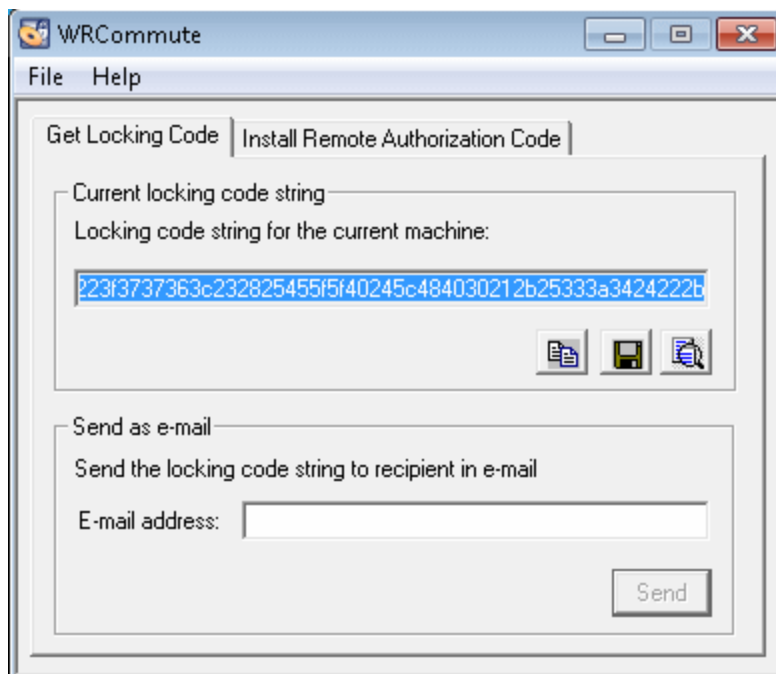 WRCommute
File Help
Get Locking Code Install Remote Authorization Code
Current locking code string
Locking code string for the current machine:
223f3737363c232825455f5f40245c484030212b25333a3424222b
Send as e-mail
Send the locking code string to recipient in e-mail
E-mail address:
Send